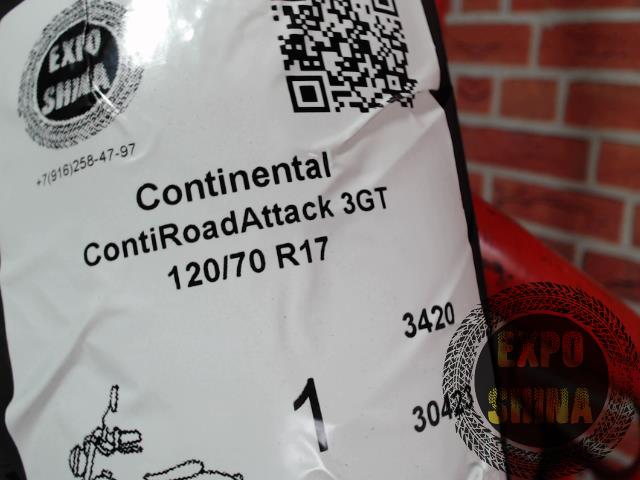 EXPO
SHINA
+7(916)258-47-97
Continental
ContiRoadAttack 3GT
120/70 R17
3420
1
EXPO
SHINA